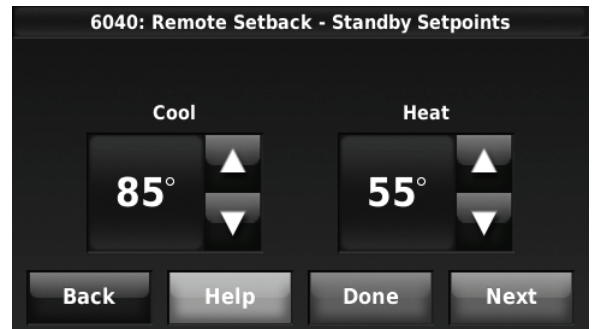 6040: Remote Setback - Standby Setpoints
Cool Heat
85° 55°
Back Help Done Next